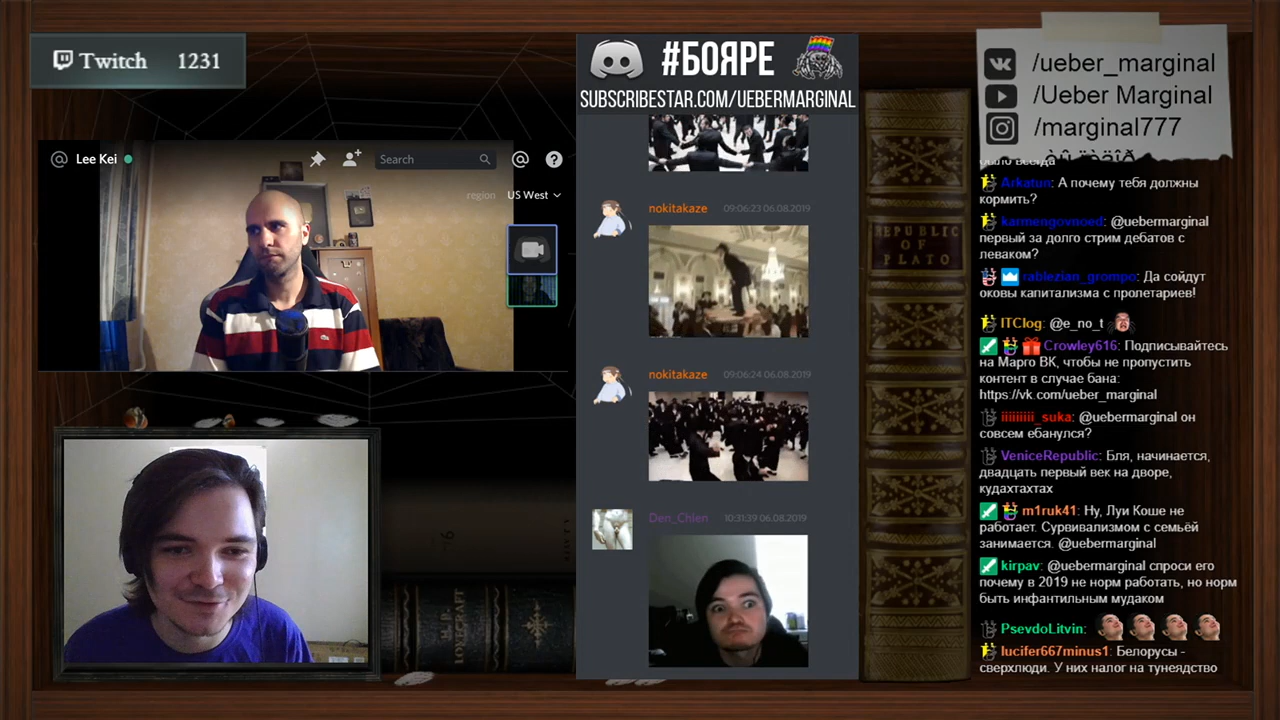 Twitch 1231
Lee Kei
Search
region US West
#БОЯРЕ
SUBSCRIBESTAR.COM/UEBERMARGINAL
nokitakaze 09:06:23 06.08.2019
nokitakaze 09:06:24 06.08.2019
Den_Chlen 10:31:39 06.08.2019
REPUBLIC
OF
PLATO
LOVECRAFT
/ueber_marginal
/Ueber Marginal
/marginal777
было всегда
Arkatun: А почему тебя должны
кормить?
karmengovnoed: @uebermarginal
первый за долго стрим дебатов с
леваком?
rablezian_grompo: Да сойдут
оковы капитализма с пролетариев!
ITClog: @e_no_t
Crowley616: Подписывайтесь
на Марго ВК, чтобы не пропустить
контент в случае бана:
https://vk.com/ueber_marginal
iiiiiiiii_suka: @uebermarginal он
совсем ебанулся?
VeniceRepublic: Бля, начинается,
двадцать первый век на дворе,
кудахтахтах
m1ruk41: Ну, Луи Коше не
работает. Сурвивализмом с семьёй
занимается. @uebermarginal
kirpav: @uebermarginal спроси его
почему в 2019 не норм работать, но норм
быть инфантильным мудаком
PsevdoLitvin:
lucifer667minus1: Белорусы -
сверхлюди. У них налог на тунеядство